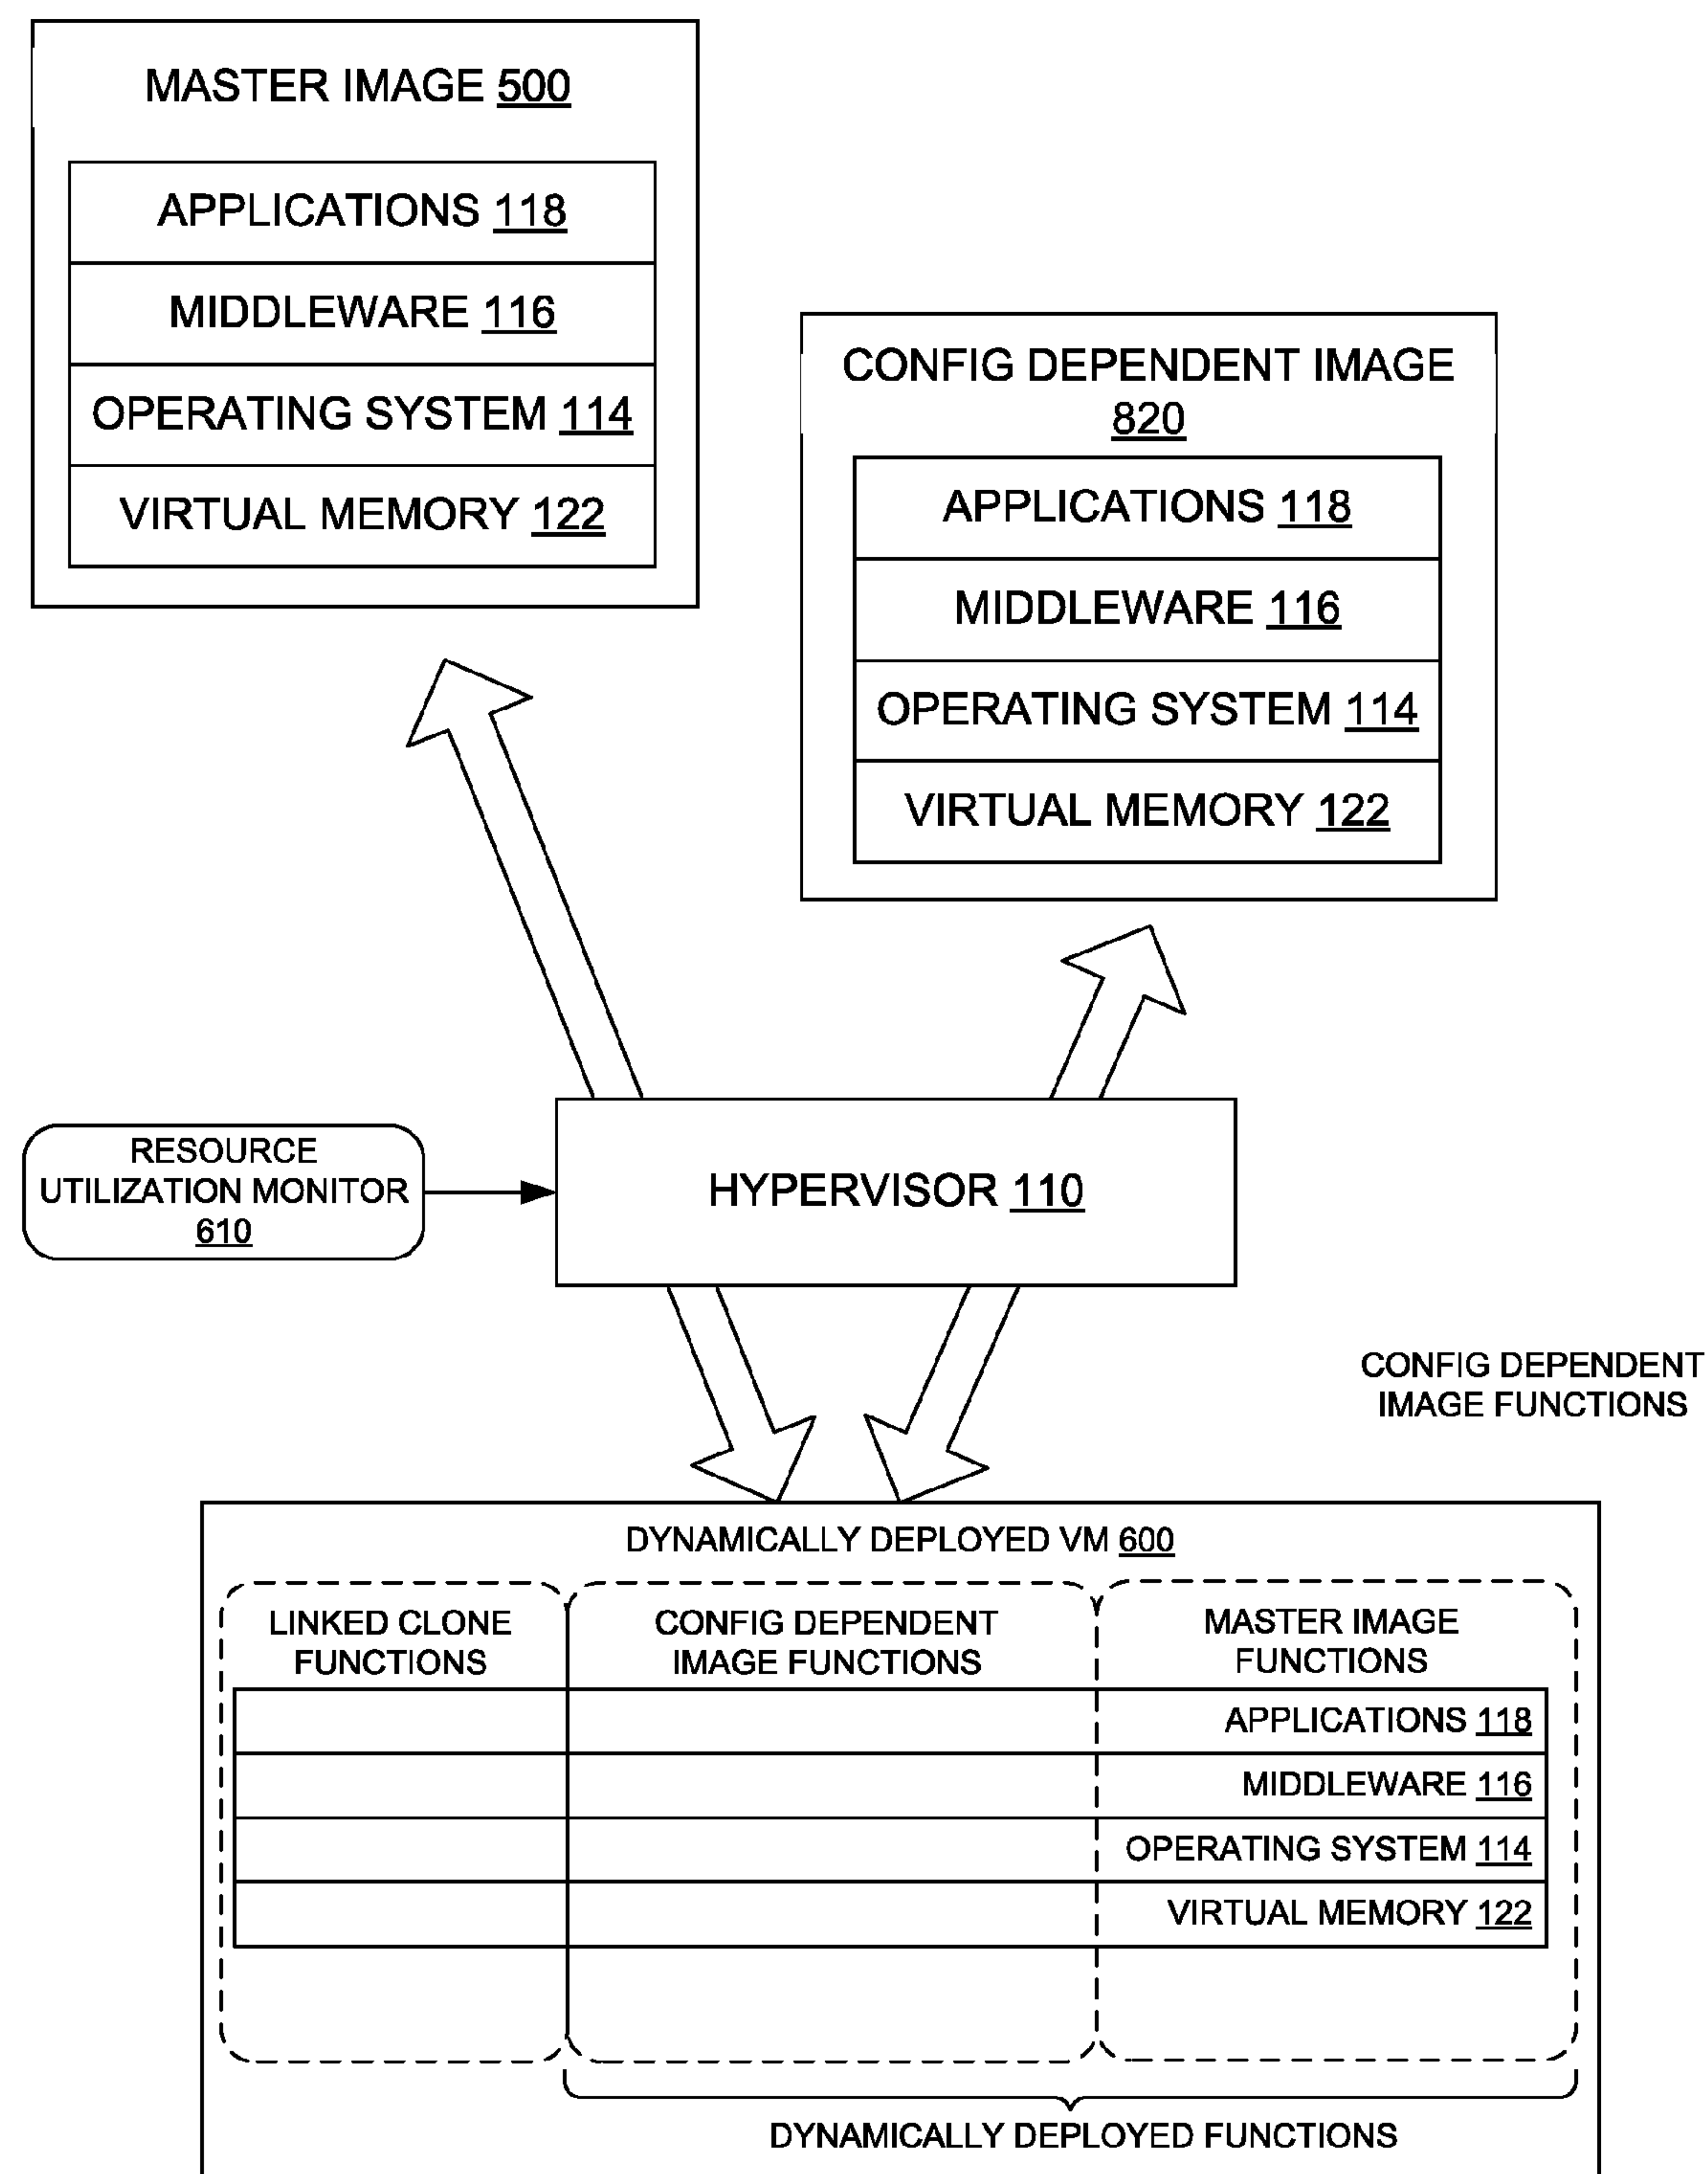 MASTER IMAGE 500
APPLICATIONS 118
MIDDLEWARE 116
OPERATING SYSTEM 114
VIRTUAL MEMORY 122
CONFIG DEPENDENT IMAGE
820
APPLICATIONS 118
MIDDLEWARE 116
OPERATING SYSTEM 114
VIRTUAL MEMORY 122
RESOURCE
UTILIZATION MONITOR
610
HYPERVISOR 110
CONFIG DEPENDENT
IMAGE FUNCTIONS
DYNAMICALLY DEPLOYED VM 600
LINKED CLONE
FUNCTIONS
CONFIG DEPENDENT
IMAGE FUNCTIONS
MASTER IMAGE
FUNCTIONS
APPLICATIONS 118
MIDDLEWARE 116
OPERATING SYSTEM 114
VIRTUAL MEMORY 122
DYNAMICALLY DEPLOYED FUNCTIONS